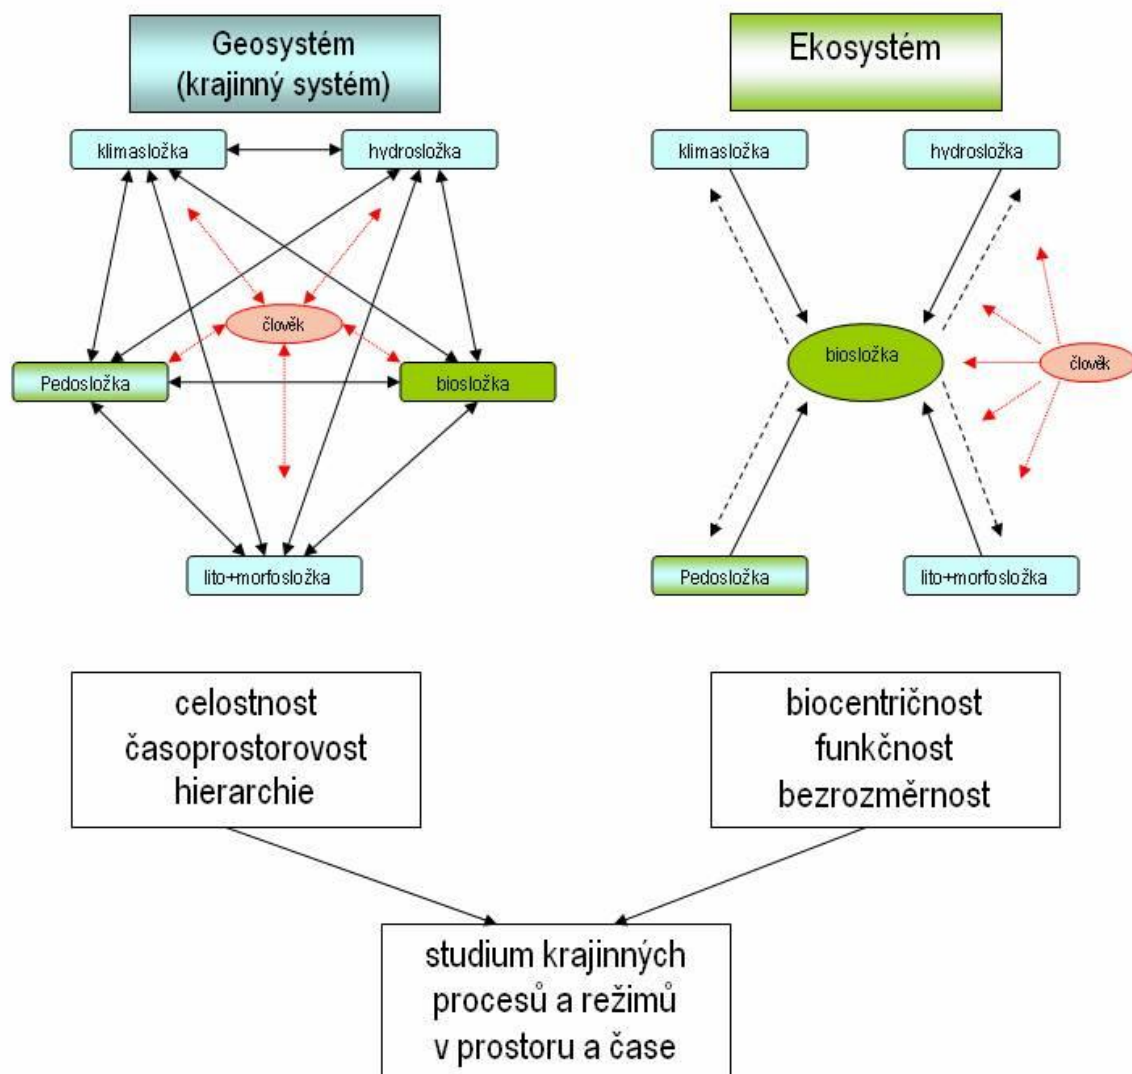 Geosystém
(krajinný systém)
klimasložka
hydrosložka
člověk
Pedosložka
biosložka
lito+morfosložka
Ekosystém
klimasložka
hydrosložka
biosložka
člověk
Pedosložka
lito+morfosložka
celostnost
časoprostorovost
hierarchie
biocentričnost
funkčnost
bezrozměrnost
studium krajinných
procesů a režimů
v prostoru a čase